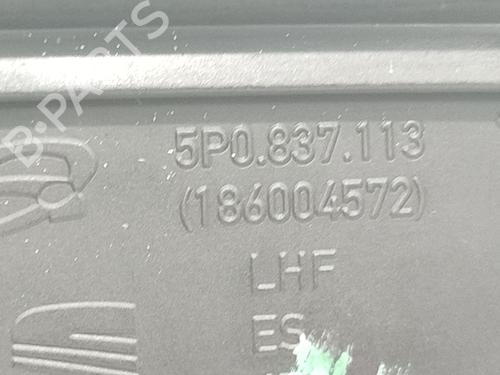 B-PARTS
5P0.837.113
(186004572)
LHF
ES